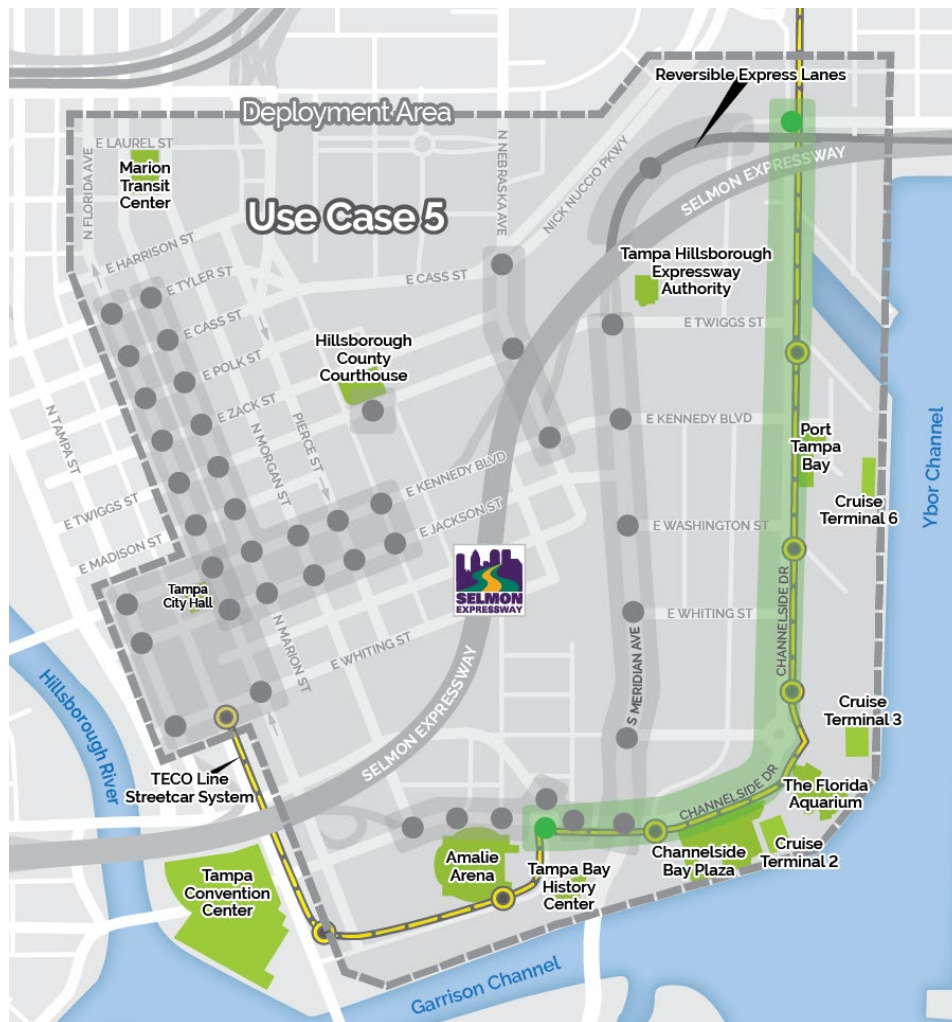 Reversible Express Lanes
Deployment Area
E LAUREL ST
Marion
Transit
Center
N FLORIDA AVE
Use Case 5
N NEBRASKA AVE
NICK NUCCIO PKWY
SELMON EXPRESSWAY
E HARRISON ST
E TYLER ST
E CASS ST
E CASS ST
Tampa Hillsborough
Expressway
Authority
E POLK ST
Hillsborough
County
Courthouse
E TWIGGS ST
E ZACK ST
N TAMPA ST
N MORGAN ST
PIERCE ST
E KENNEDY BLVD
E KENNEDY BLVD
Port
Tampa
Bay
Cruise
Terminal 6
Ybor Channel
E TWIGGS ST
E JACKSON ST
E WASHINGTON ST
E MADISON ST
Tampa
City Hall
SELMON
EXPRESSWAY
E WHITING ST
E WHITING ST
N MARION ST
CHANNELSIDE DR
S MERIDIAN AVE
Hillsborough River
SELMON EXPRESSWAY
Cruise
Terminal 3
TECO Line
Streetcar System
CHANNELSIDE DR
The Florida
Aquarium
Amalie
Arena
Tampa Bay
History
Center
Channelside
Bay Plaza
Cruise
Terminal 2
Tampa
Convention
Center
Garrison Channel